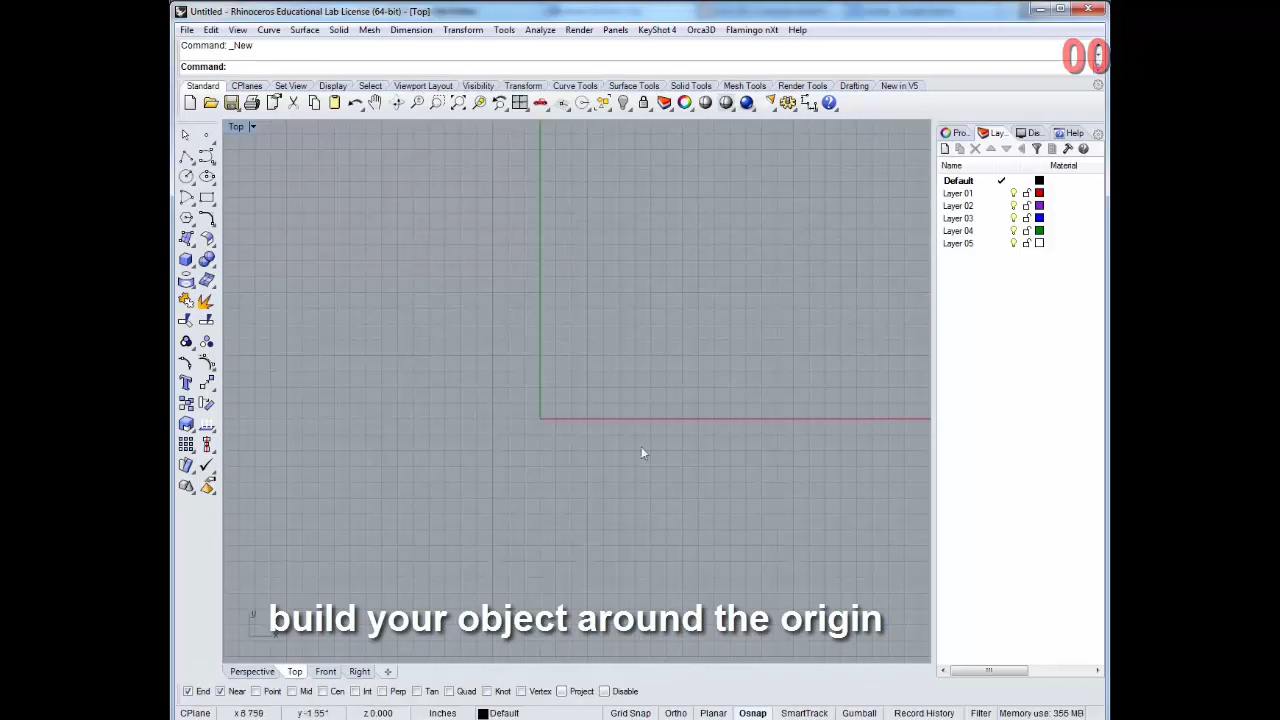 Untitled - Rhinoceros Educational Lab License (64-bit) - [Top]
File Edit View Curve Surface Solid Mesh Dimension Transform Tools Analyze Render Panels KeyShot 4 Orca3D Flamingo nXt Help
Command: _New
00
Command:
Standard CPlanes Set View Display Select Viewport Layout Visibility Transform Curve Tools Surface Tools Solid Tools Mesh Tools Render Tools Drafting New in V5
Top
Pro... Lay... Dis... Help
Name Material
Default
Layer 01
Layer 02
Layer 03
Layer 04
Layer 05
build your object around the origin
y
x
Perspective Top Front Right
End Near Point Mid Cen Int Perp Tan Quad Knot Vertex Project Disable
CPlane x 8.759 y -1.551 z 0.000 Inches Default Grid Snap Ortho Planar Osnap SmartTrack Gumball Record History Filter Memory use: 355 MB